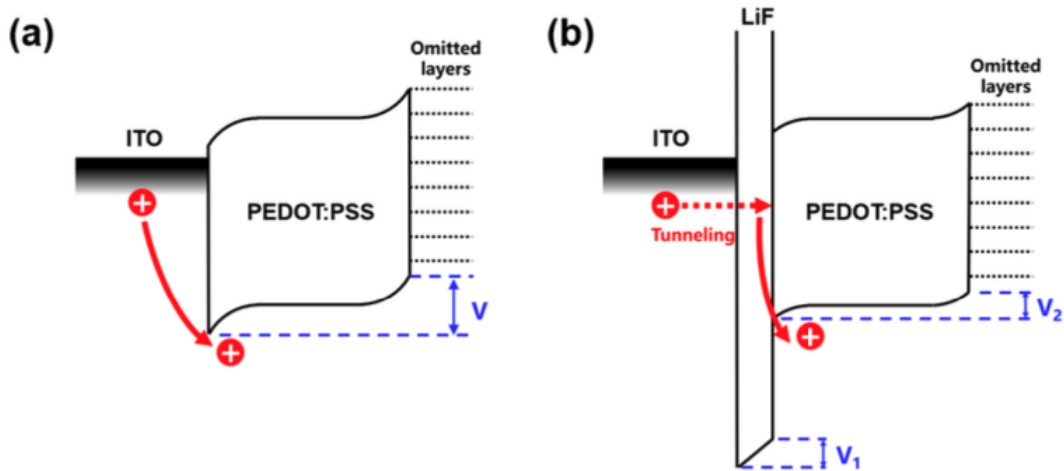 (a)
Omitted
layers
ITO
PEDOT:PSS
V
(b)
LiF
Omitted
layers
ITO
PEDOT:PSS
Tunneling
V₂
V₁